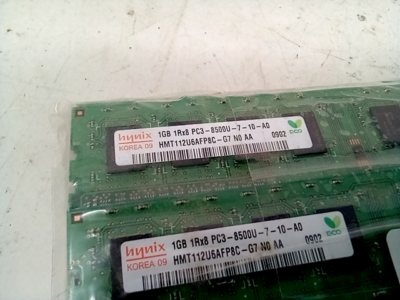 hynix
KOREA 09
1GB 1Rx8 PC3-8500U-7-10-A0
HMT112U6AFP8C-G7 N0 AA
0902
eco
hynix
KOREA 09
1GB 1Rx8 PC3-8500U-7-10-A0
HMT112U6AFP8C-G7 N0 AA
0902